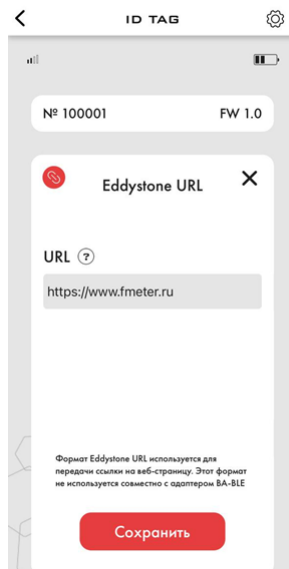 ID TAG
№ 100001 FW 1.0
Eddystone URL
URL ?
https://www.fmeter.ru
Формат Eddystone URL используется для
передачи ссылки на веб-страницу. Этот формат
не используется совместно с адаптером BA-BLE
Сохранить